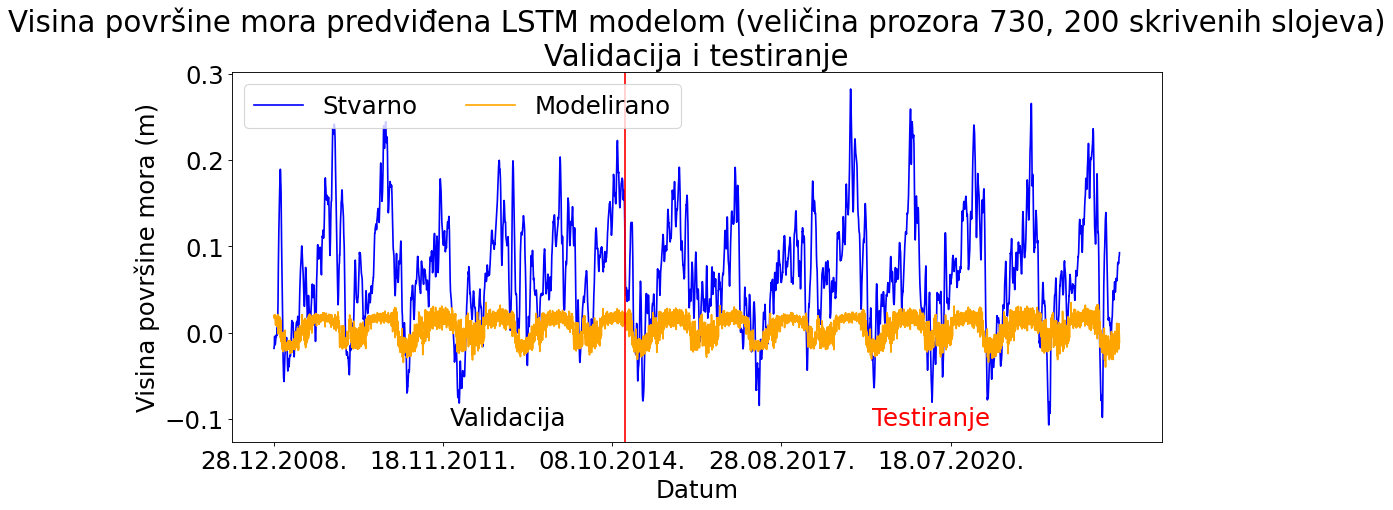 Visina površine mora predviđena LSTM modelom (veličina prozora 730, 200 skrivenih slojeva)
Validacija i testiranje
Stvarno
Modelirano
Visina površine mora (m)
0.3
0.2
0.1
0.0
−0.1
Validacija
Testiranje
28.12.2008.
18.11.2011.
08.10.2014.
28.08.2017.
18.07.2020.
Datum